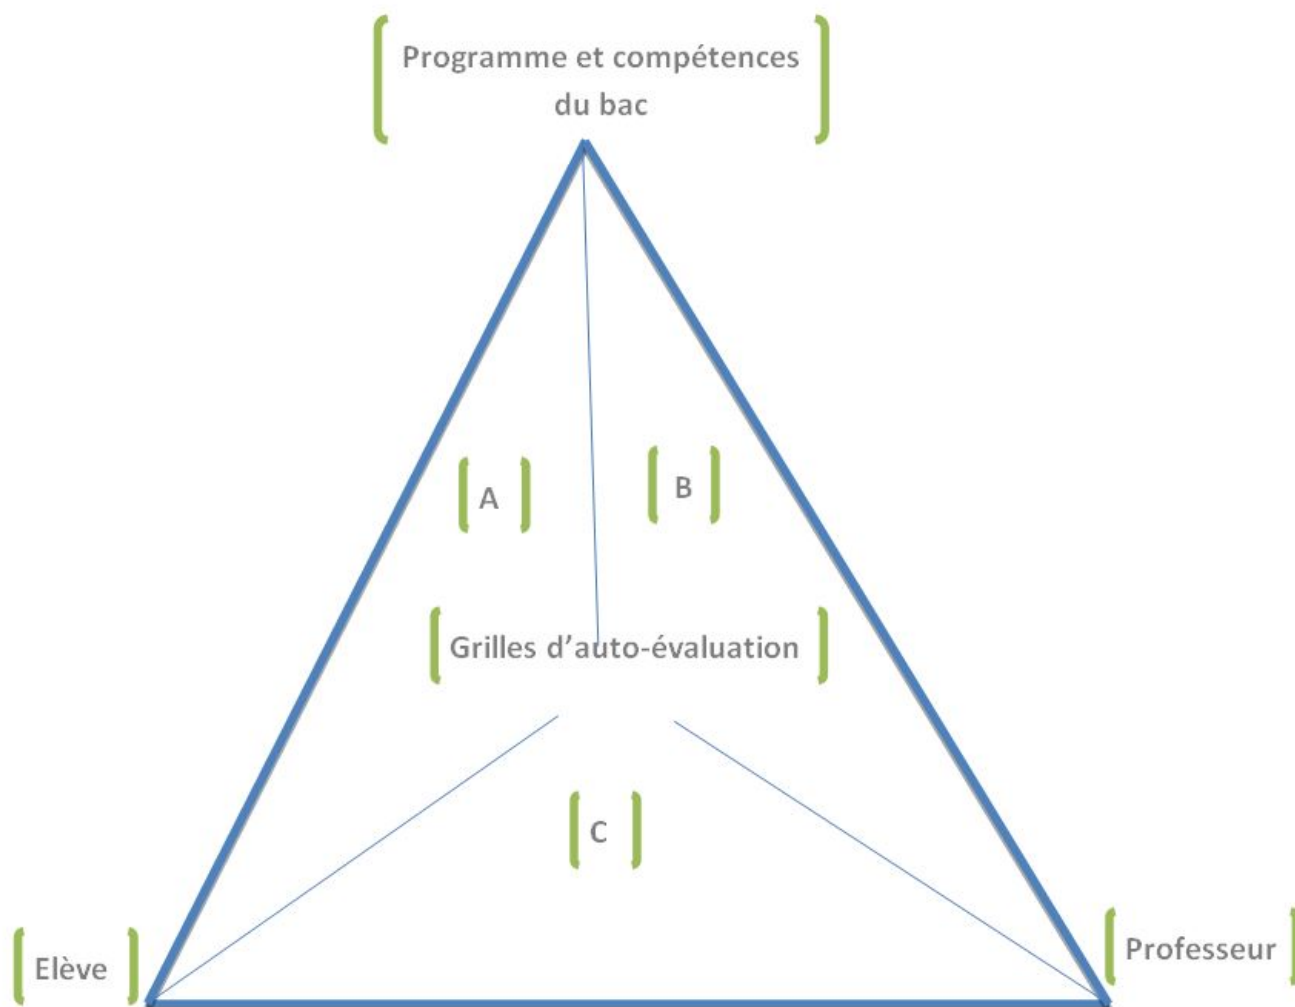 Programme et compétences
du bac
A
B
Grilles d'auto-évaluation
C
Elève
Professeur